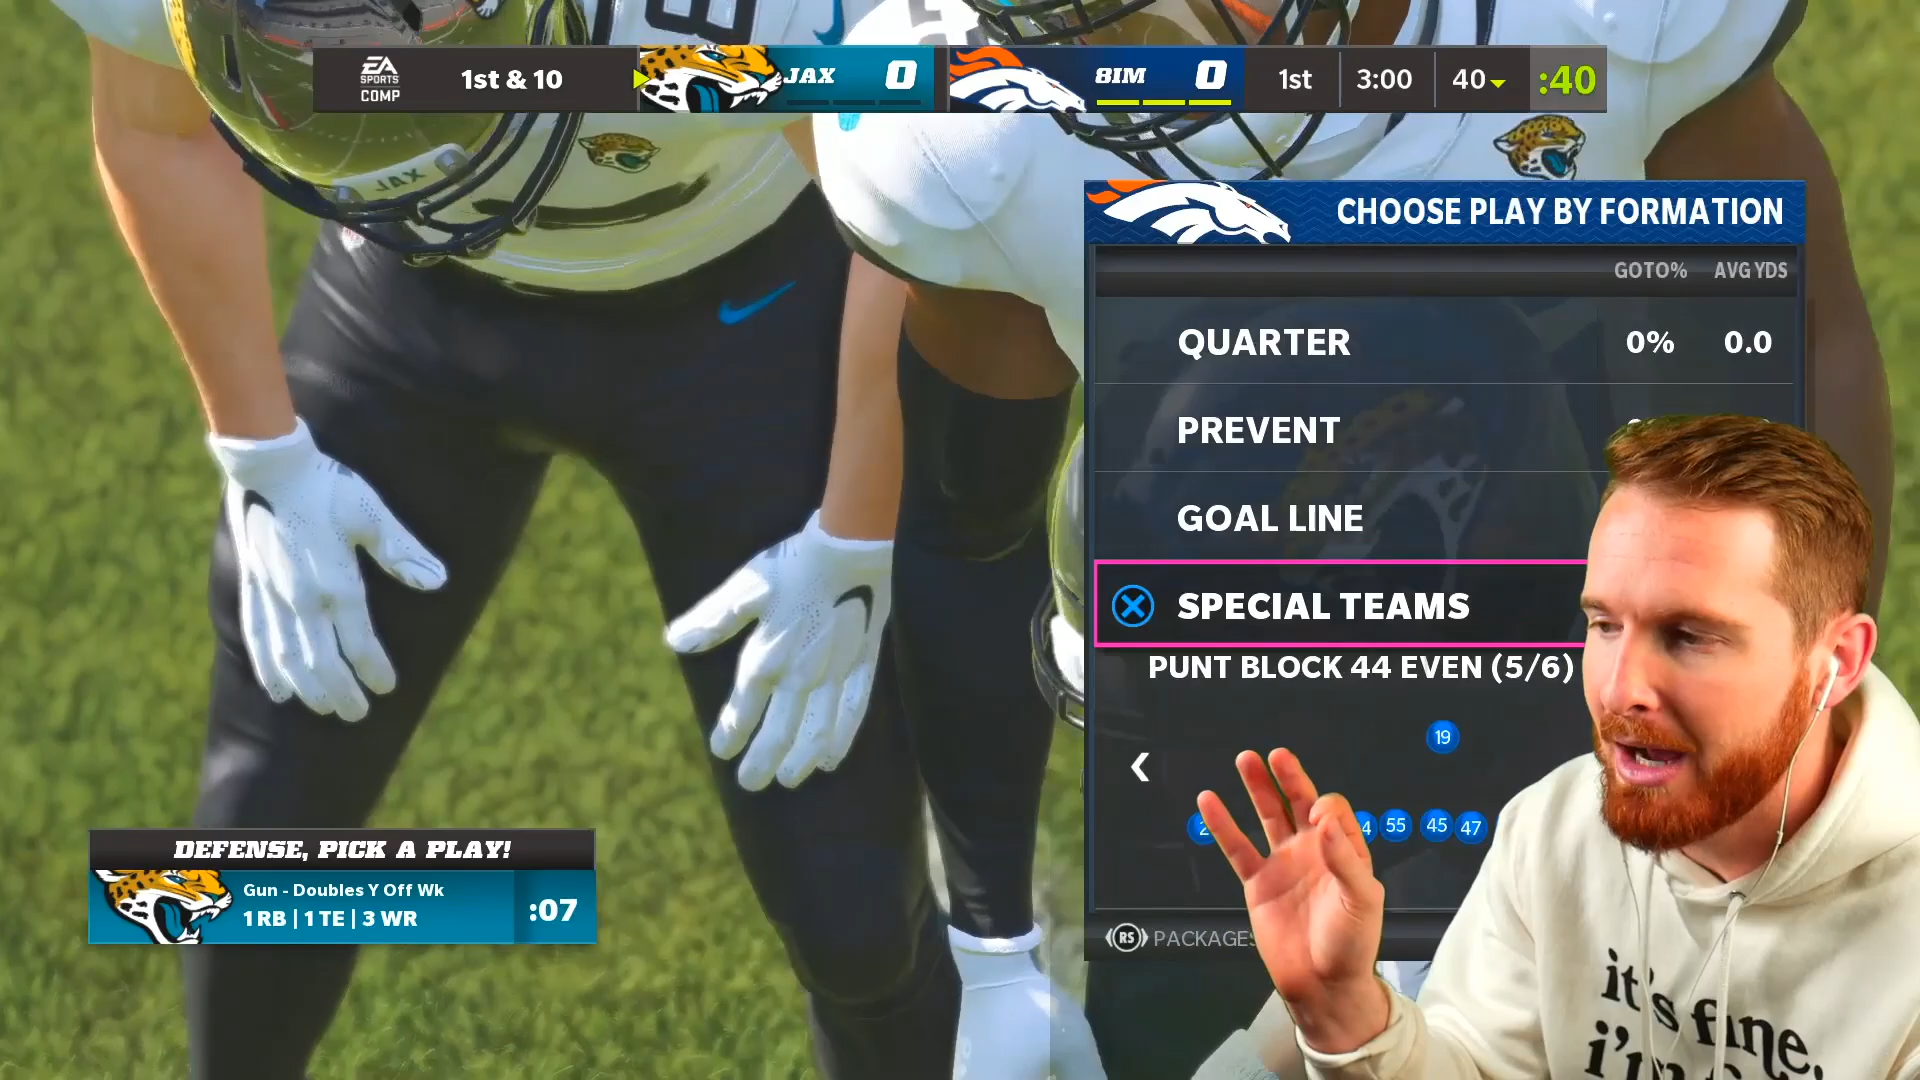 EA
SPORTS
COMP
1st & 10
JAX 0
8IM 0
1st
3:00
40
:40
JAX
CHOOSE PLAY BY FORMATION
GOTO% AVG YDS
QUARTER 0% 0.0
PREVENT
GOAL LINE
SPECIAL TEAMS
PUNT BLOCK 44 EVEN (5/6)
19
55 45 47
RS PACKAGES
DEFENSE, PICK A PLAY!
Gun - Doubles Y Off Wk
1 RB | 1 TE | 3 WR
:07
it's fine,